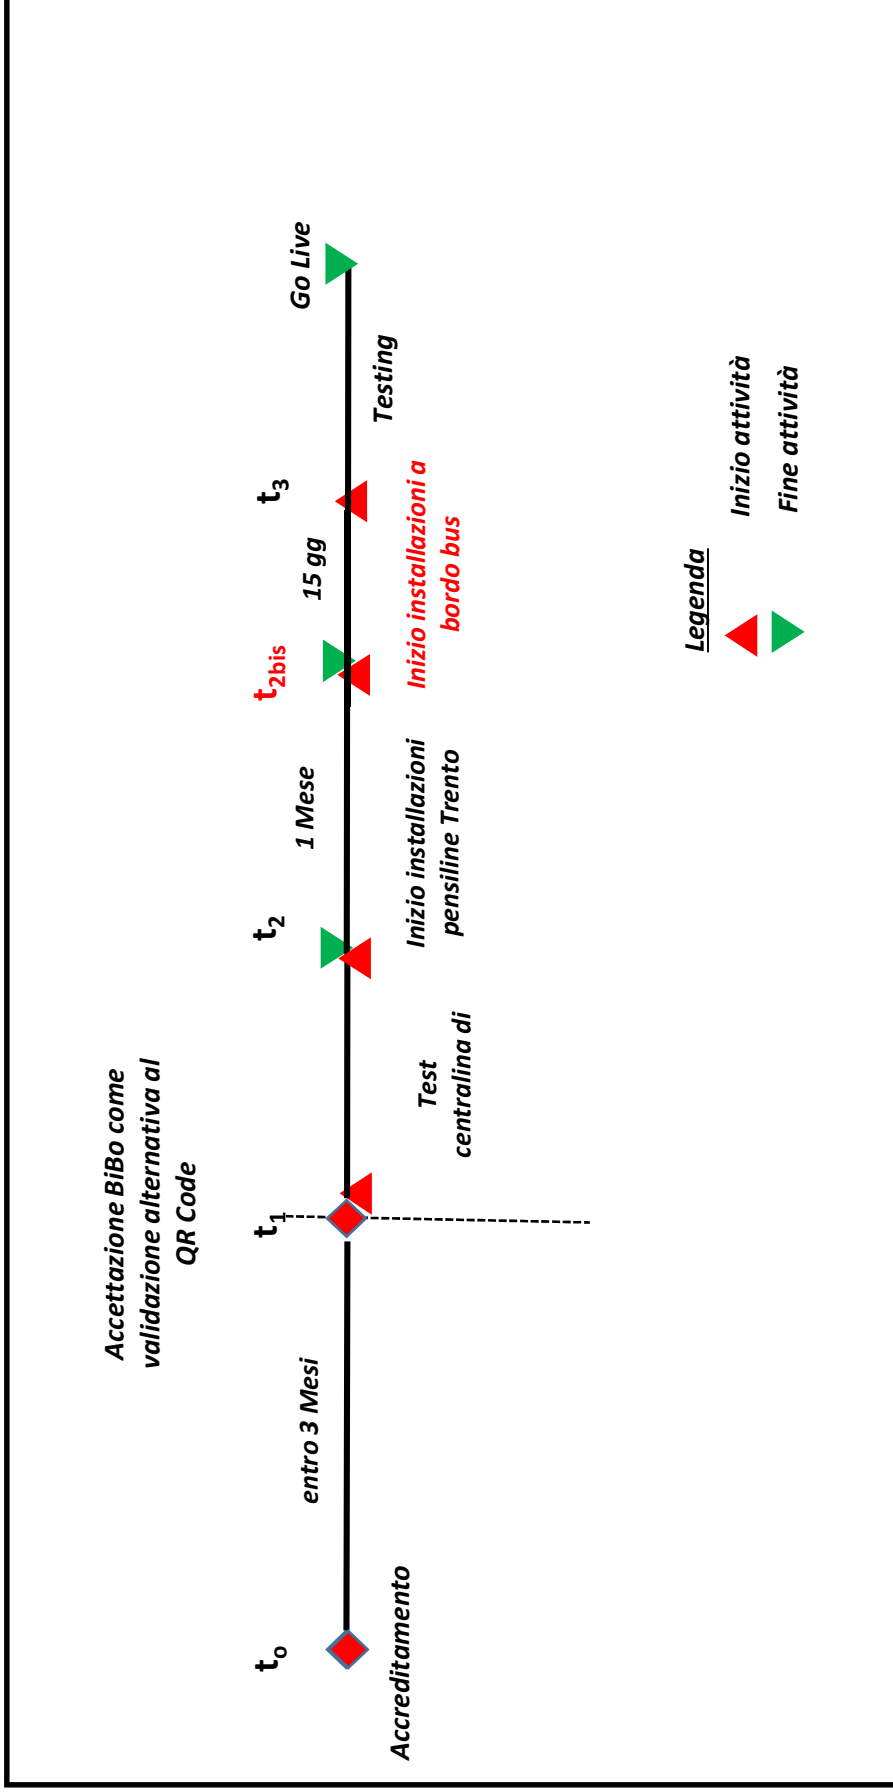 Accettazione BiBo come
validazione alternativa al
QR Code
t0
t1
t2
t2bis
t3
Go Live
entro 3 Mesi
1 Mese
15 gg
Accreditamento
Test
centralina di
Inizio installazioni
pensiline Trento
Inizio installazioni a
bordo bus
Testing
Legenda
Inizio attività
Fine attività